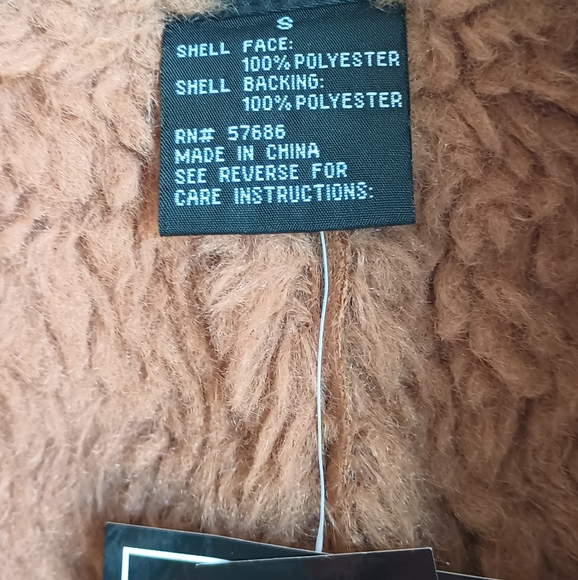 S
SHELL FACE:
100% POLYESTER
SHELL BACKING:
100% POLYESTER
RN# 57686
MADE IN CHINA
SEE REVERSE FOR
CARE INSTRUCTIONS: